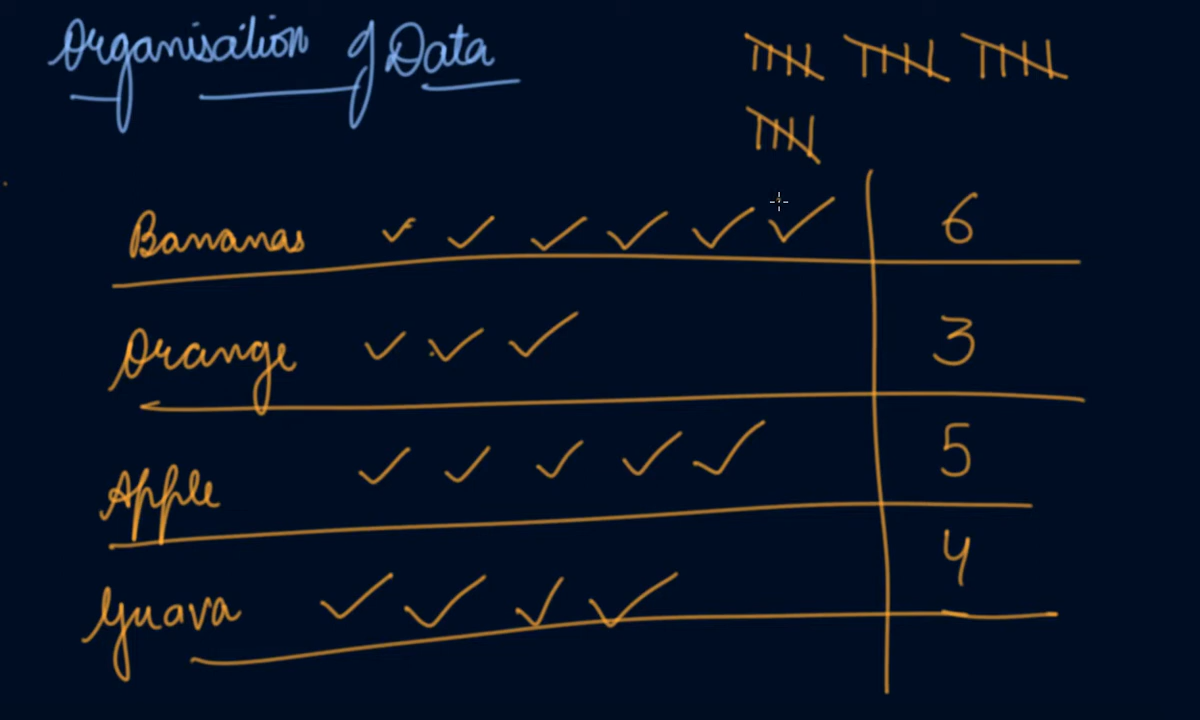 Organisation of Data
Bananas ✓ ✓ ✓ ✓ ✓ ✓ 6
Orange ✓ ✓ ✓ 3
Apple ✓ ✓ ✓ ✓ ✓ 5
Guava ✓ ✓ ✓ ✓ 4